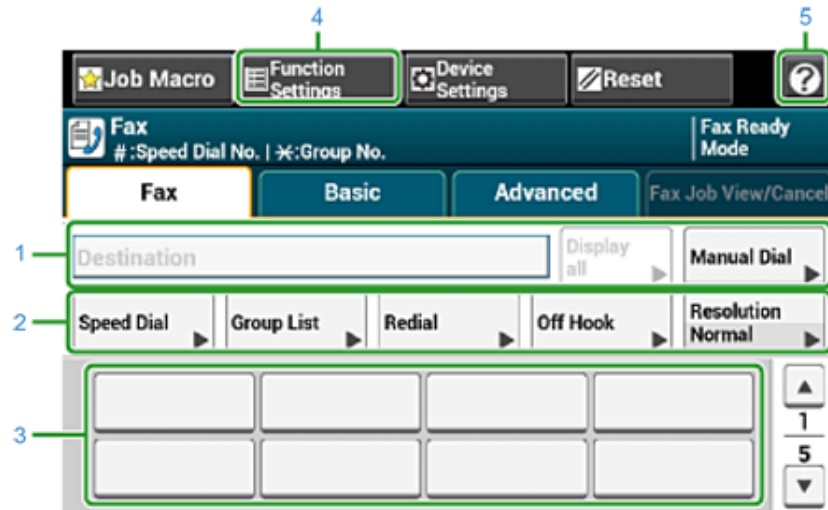 4
5
Job Macro
Function
Settings
Device
Settings
Reset
?
Fax
#:Speed Dial No. | ⚹:Group No.
Fax Ready
Mode
Fax
Basic
Advanced
Fax Job View/Cancel
1
Destination
Display
all
Manual Dial
2
Speed Dial
Group List
Redial
Off Hook
Resolution
Normal
3
1
5